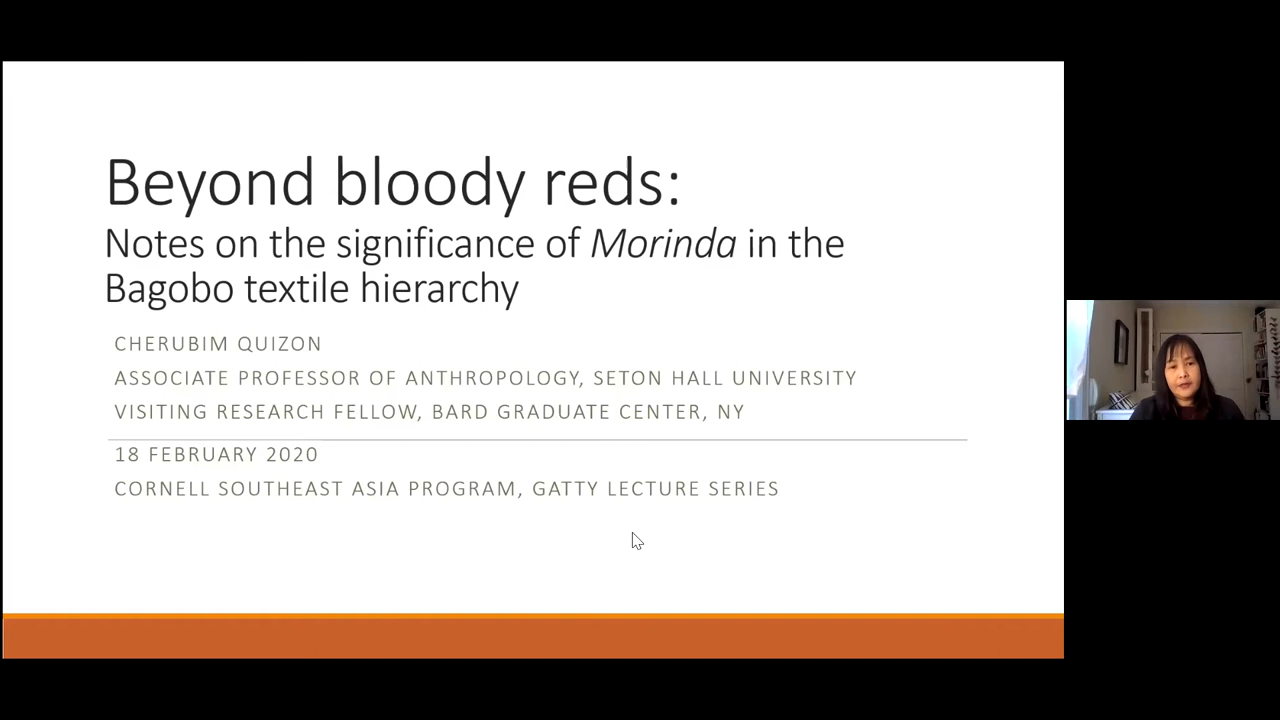 Beyond bloody reds:
Notes on the significance of Morinda in the
Bagobo textile hierarchy
CHERUBIM QUIZON
ASSOCIATE PROFESSOR OF ANTHROPOLOGY, SETON HALL UNIVERSITY
VISITING RESEARCH FELLOW, BARD GRADUATE CENTER, NY
18 FEBRUARY 2020
CORNELL SOUTHEAST ASIA PROGRAM, GATTY LECTURE SERIES